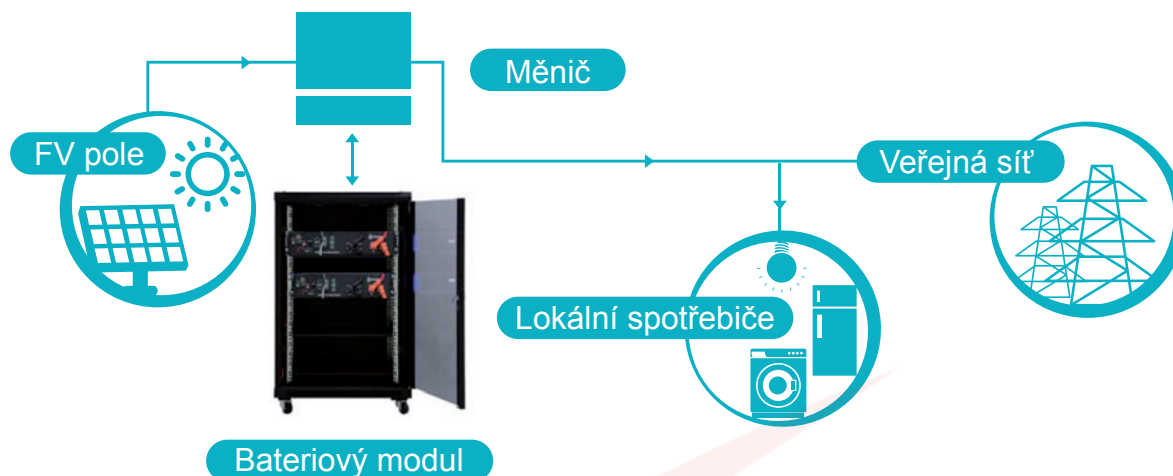 Měnič
FV pole
Veřejná síť
Lokální spotřebiče
Bateriový modul